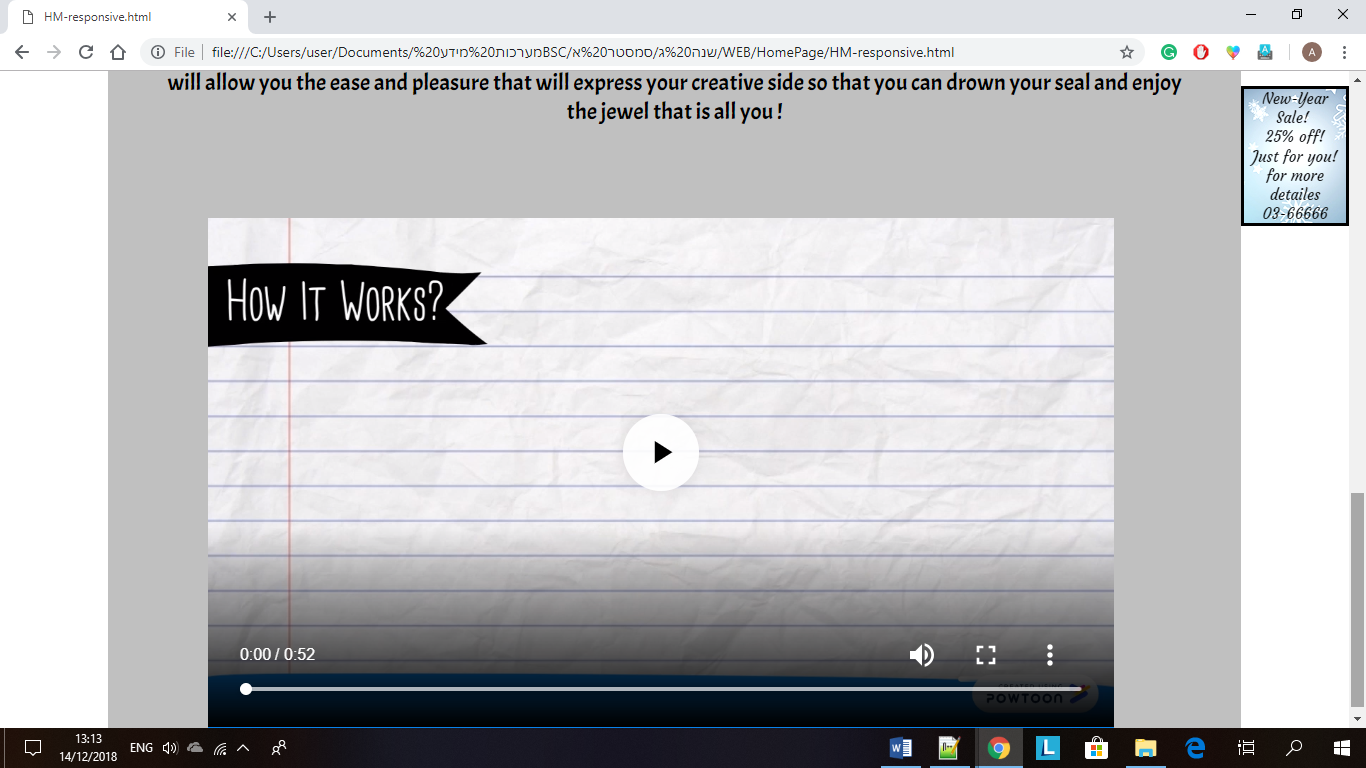 HM-responsive.html
File
file:///C:/Users/user/Documents/%20מערכות%20מידעBSC/שנה%20ג/סמסטר%20א/WEB/HomePage/HM-responsive.html
A
will allow you the ease and pleasure that will express your creative side so that you can drown your seal and enjoy
the jewel that is all you !
New-Year
Sale!
25% off!
Just for you!
for more
detailes
03-66666
How It Works?
0:00 / 0:52
CREATED USING
POWTOON
13:13
14/12/2018
ENG
W
L